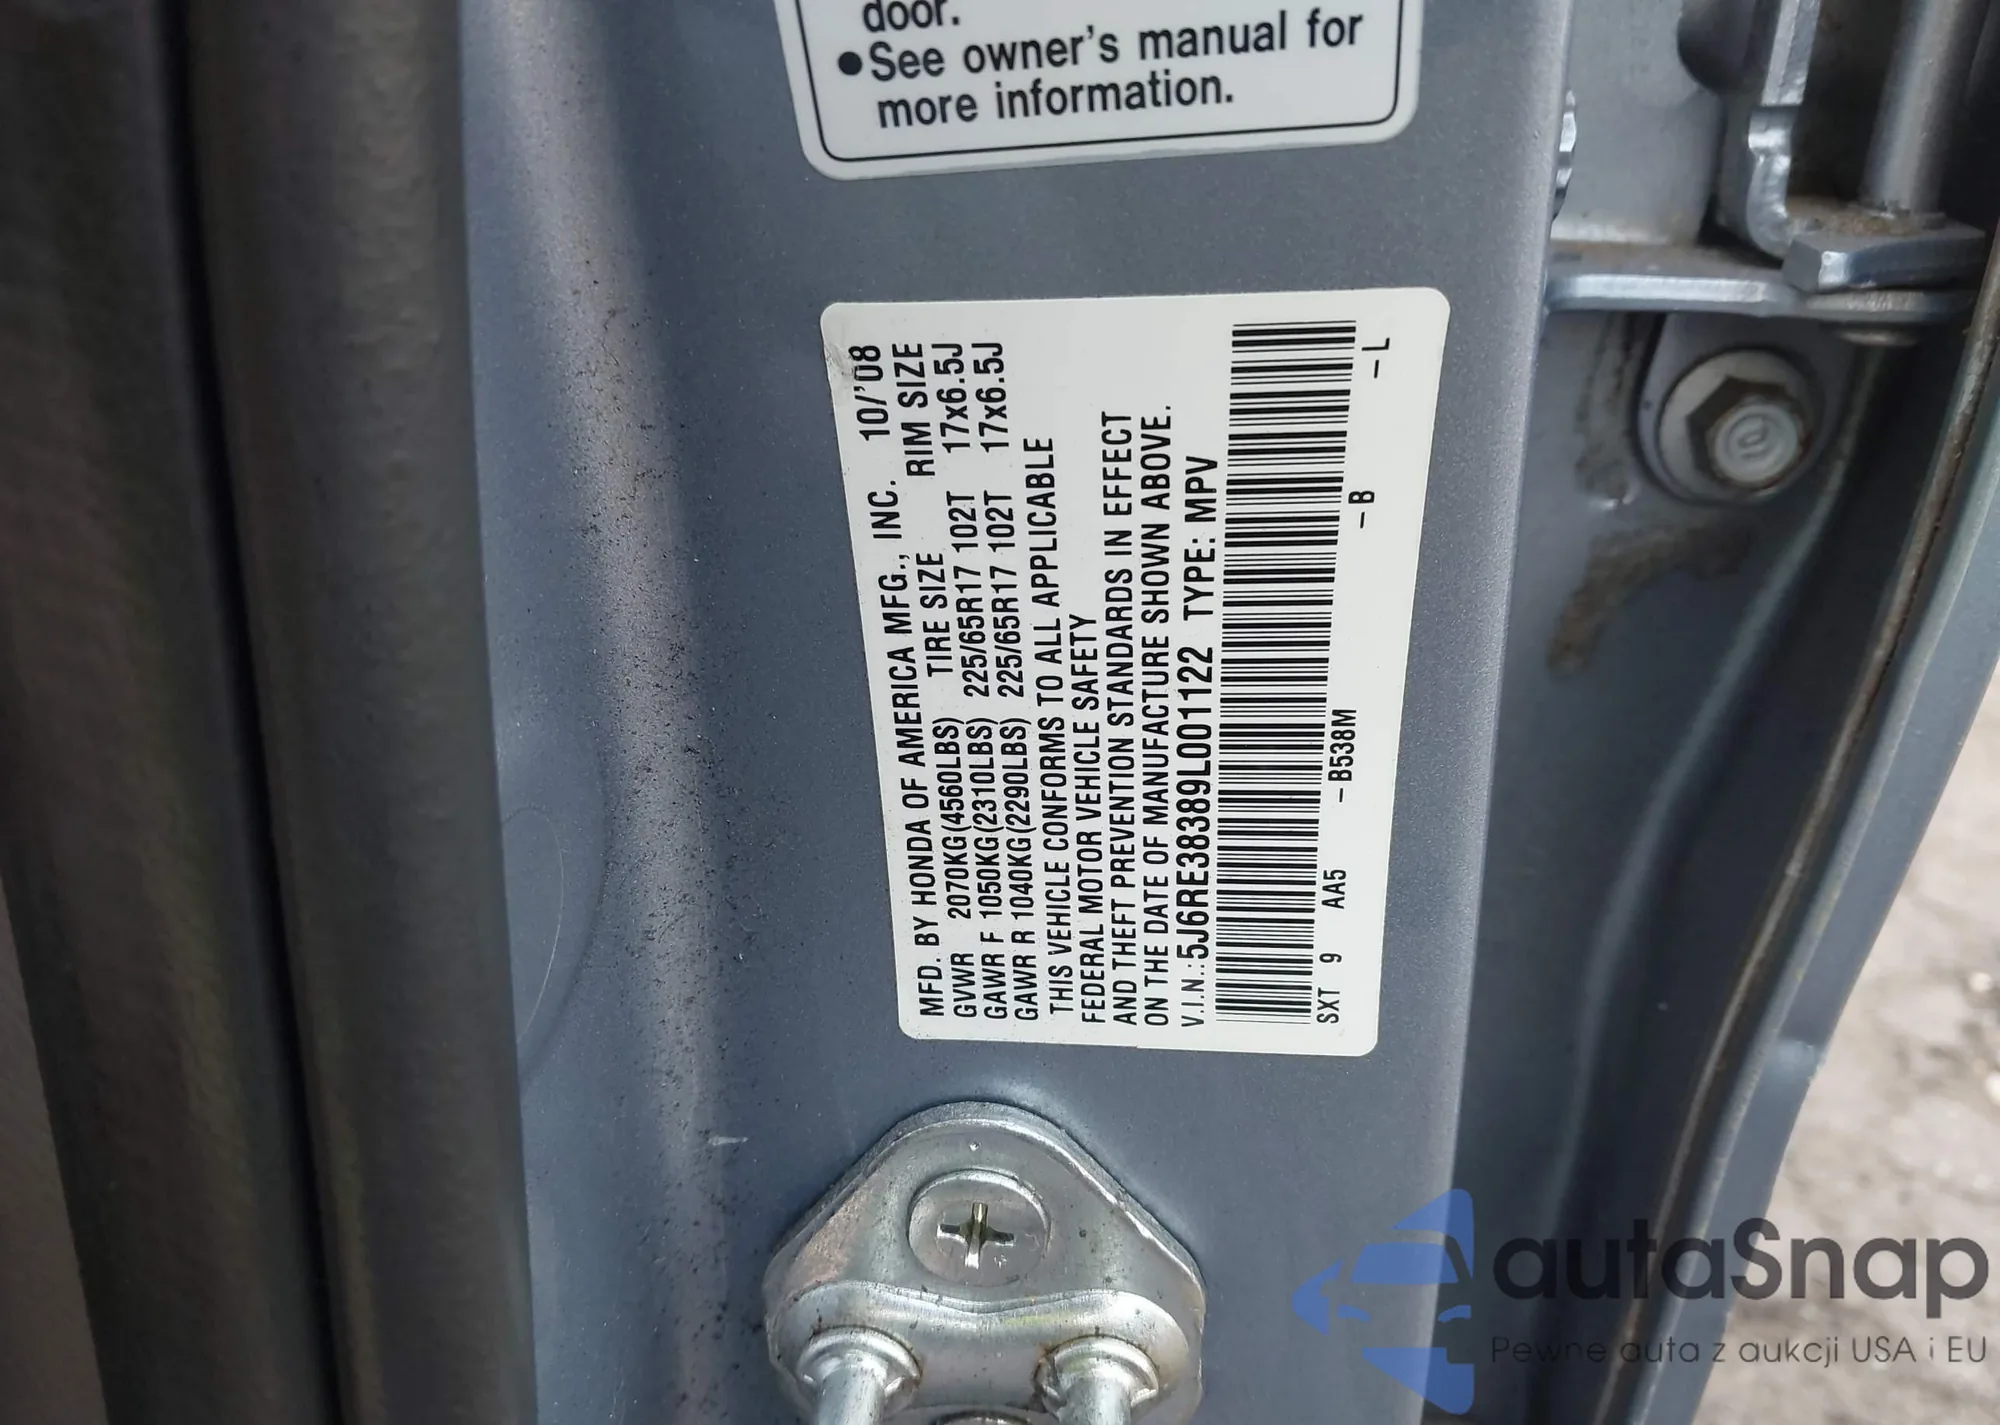 door.
●See owner's manual for
more information.
MFD. BY HONDA OF AMERICA MFG., INC. 10/'08
GVWR 2070KG(4560LBS) TIRE SIZE RIM SIZE
GAWR F 1050KG(2310LBS) 225/65R17 102T 17x6.5J
GAWR R 1040KG(2290LBS) 225/65R17 102T 17x6.5J
THIS VEHICLE CONFORMS TO ALL APPLICABLE
FEDERAL MOTOR VEHICLE SAFETY
AND THEFT PREVENTION STANDARDS IN EFFECT
ON THE DATE OF MANUFACTURE SHOWN ABOVE.
V.I.N.:5J6RE38389L001122 TYPE: MPV
SXT 9 AA5 -B538M -B -L
autaSnap
Pewne auta z aukcji USA i EU